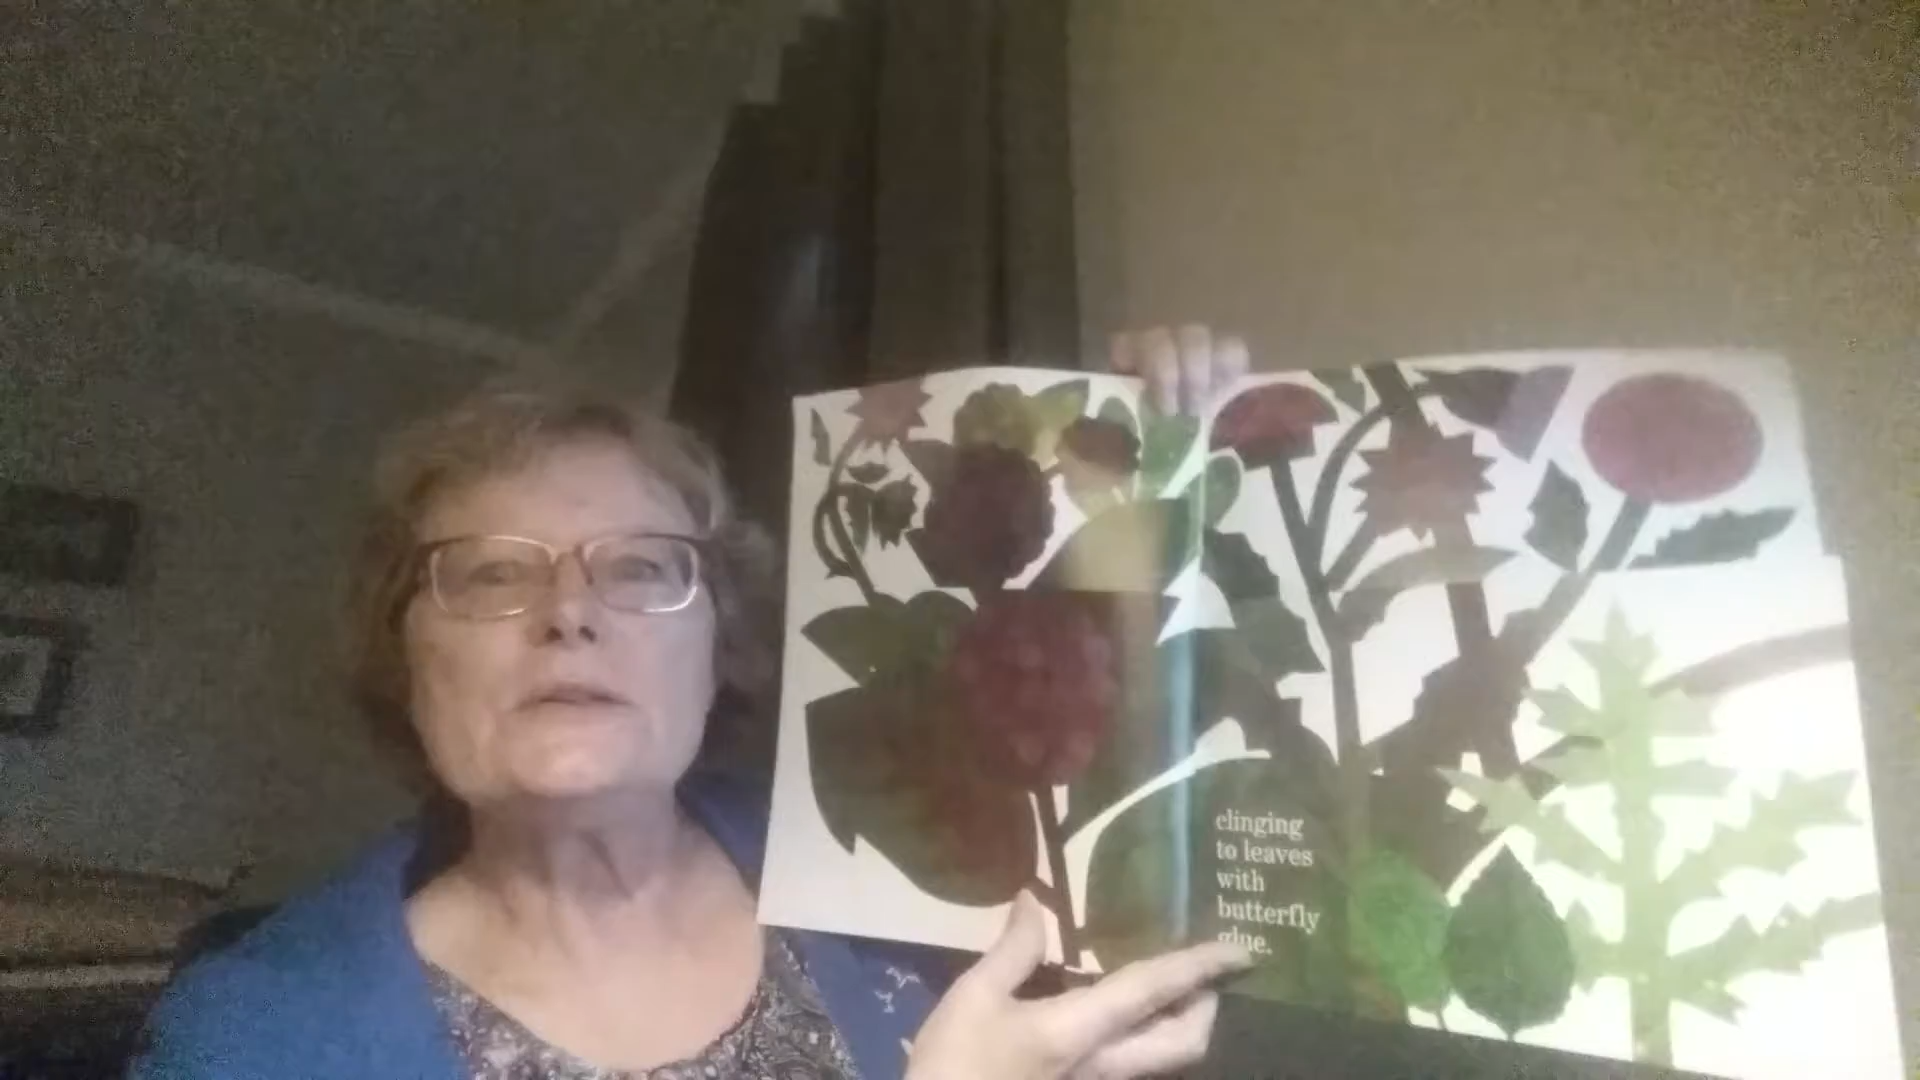 clinging
to leaves
with
butterfly
glue.